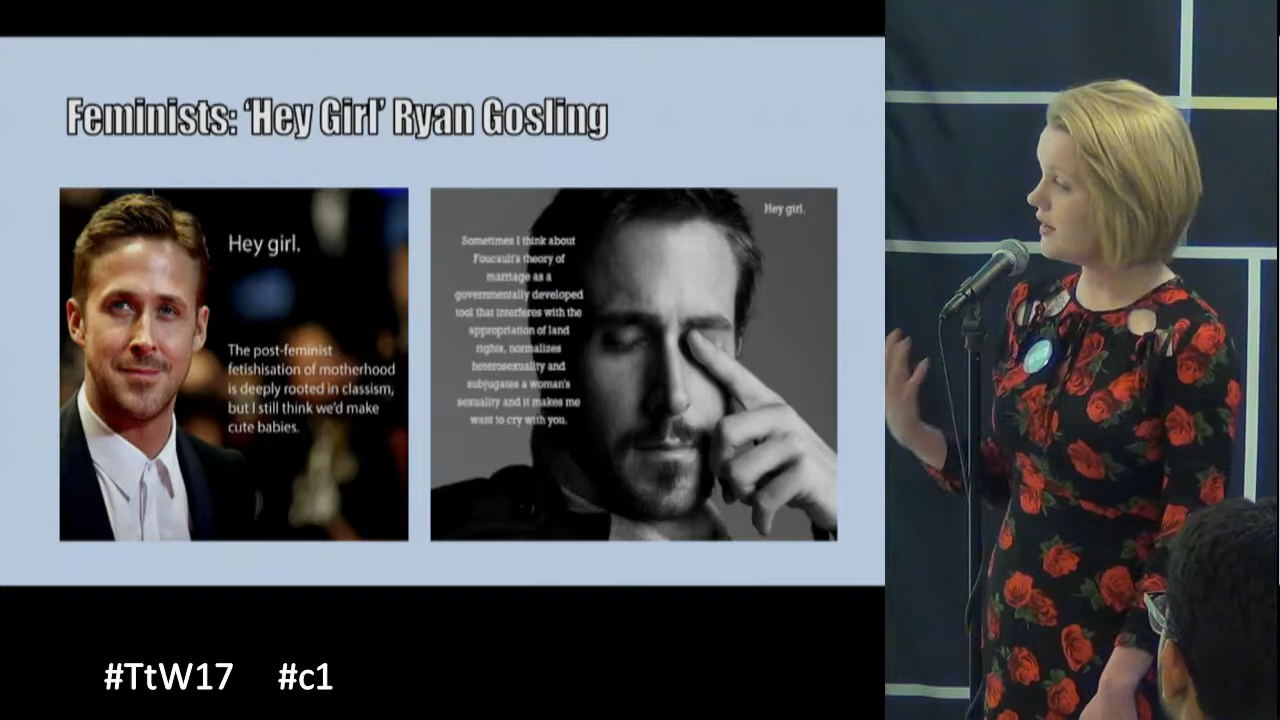 Feminists: ‘Hey Girl’ Ryan Gosling
Hey girl.
The post-feminist
fetishisation of motherhood
is deeply rooted in classism,
but I still think we'd make
cute babies.
Hey girl.
Sometimes I think about
Foucault's theory of
marriage as a
governmentally developed
tool that interferes with the
appropriation of land
rights, normalizes
heterosexuality and
subjugates a woman's
sexuality and it makes me
want to cry with you.
#TtW17 #c1